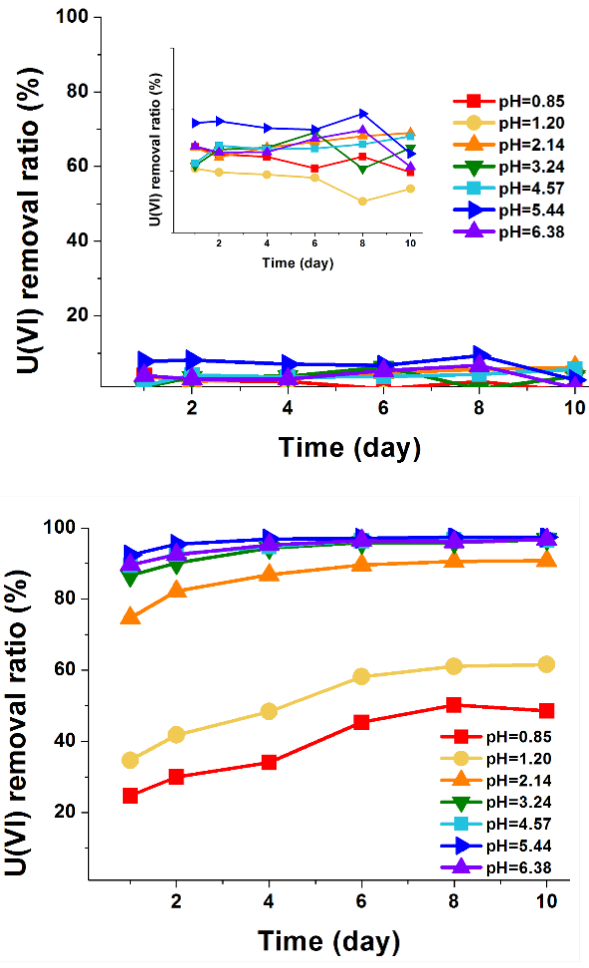 100
80
60
40
20
U(VI) removal ratio (%)
U(VI) removal ratio (%)
2
4
6
8
10
Time (day)
pH=0.85
pH=1.20
pH=2.14
pH=3.24
pH=4.57
pH=5.44
pH=6.38
2
4
6
8
10
Time (day)
100
80
60
40
20
U(VI) removal ratio (%)
pH=0.85
pH=1.20
pH=2.14
pH=3.24
pH=4.57
pH=5.44
pH=6.38
2
4
6
8
10
Time (day)